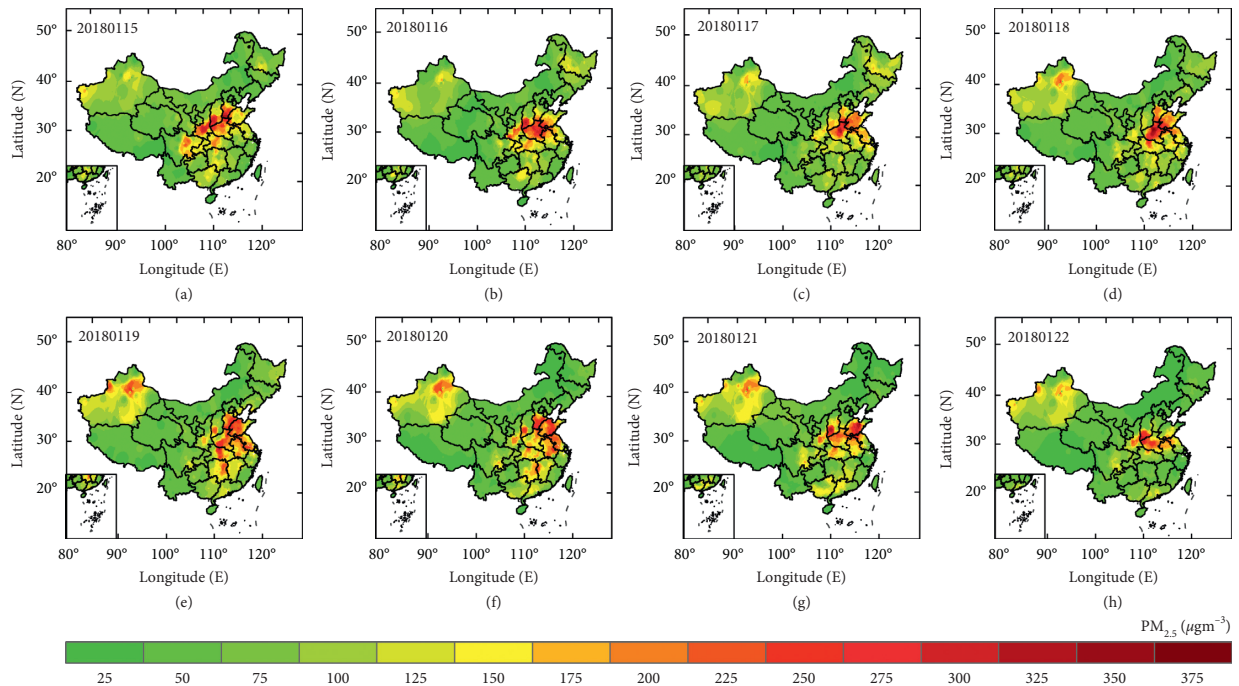 20180115
50°
40°
30°
20°
Latitude (N)
80° 90° 100° 110° 120°
Longitude (E)
(a)
20180116
50°
40°
30°
20°
Latitude (N)
80° 90° 100° 110° 120°
Longitude (E)
(b)
20180117
50°
40°
30°
20°
Latitude (N)
80° 90° 100° 110° 120°
Longitude (E)
(c)
20180118
50°
40°
30°
20°
Latitude (N)
80° 90° 100° 110° 120°
Longitude (E)
(d)
20180119
50°
40°
30°
20°
Latitude (N)
80° 90° 100° 110° 120°
Longitude (E)
(e)
20180120
50°
40°
30°
20°
Latitude (N)
80° 90° 100° 110° 120°
Longitude (E)
(f)
20180121
50°
40°
30°
20°
Latitude (N)
80° 90° 100° 110° 120°
Longitude (E)
(g)
20180122
50°
40°
30°
20°
Latitude (N)
80° 90° 100° 110° 120°
Longitude (E)
(h)
PM2.5 (μgm−3)
25 50 75 100 125 150 175 200 225 250 275 300 325 350 375